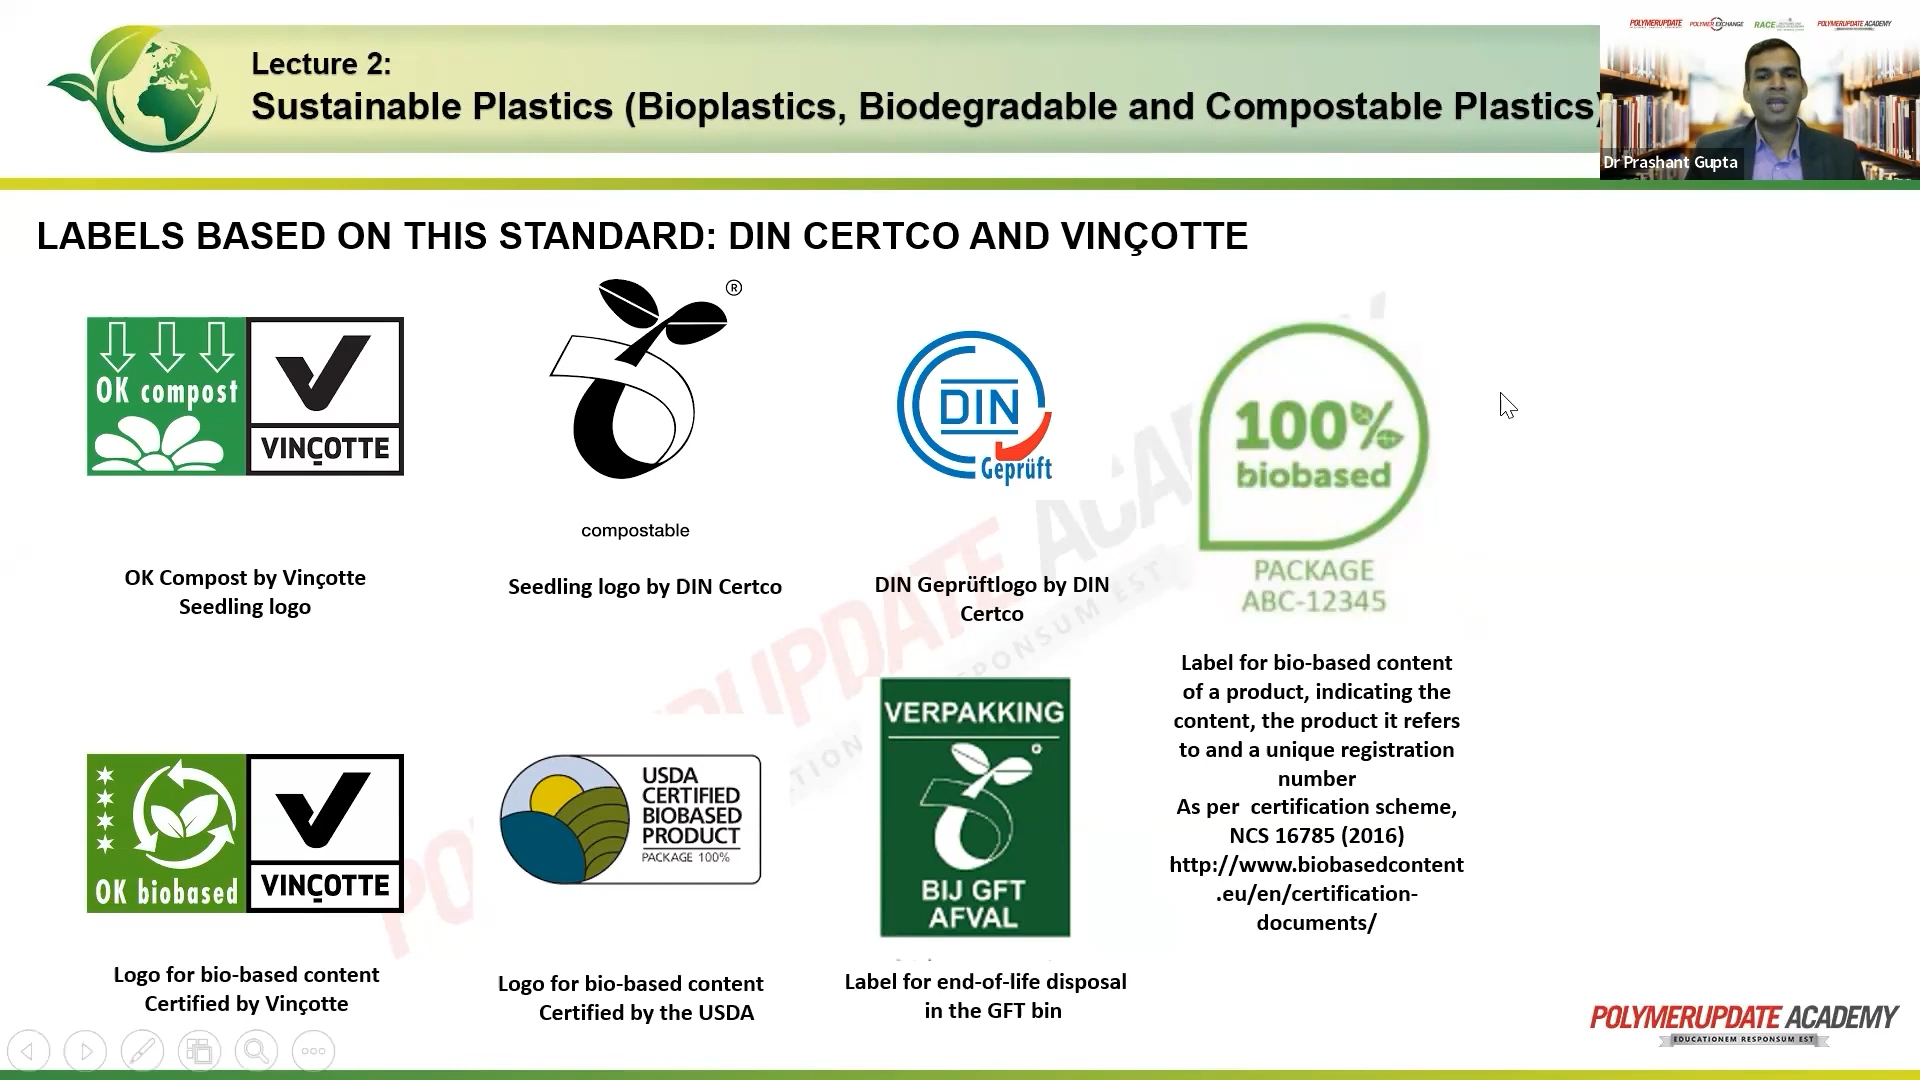 Lecture 2:
Sustainable Plastics (Bioplastics, Biodegradable and Compostable Plastics)
POLYMERUPDATE
POLYMER EXCHANGE
RACE
POLYMERUPDATE ACADEMY
Dr Prashant Gupta
LABELS BASED ON THIS STANDARD: DIN CERTCO AND VINÇOTTE
OK compost
VINÇOTTE
OK Compost by Vinçotte
Seedling logo
®
compostable
Seedling logo by DIN Certco
DIN
Geprüft
DIN Geprüftlogo by DIN
Certco
100%
biobased
PACKAGE
ABC-12345
Label for bio-based content
of a product, indicating the
content, the product it refers
to and a unique registration
number
As per certification scheme,
NCS 16785 (2016)
http://www.biobasedcontent
.eu/en/certification-
documents/
OK biobased
VINÇOTTE
Logo for bio-based content
Certified by Vinçotte
USDA
CERTIFIED
BIOBASED
PRODUCT
PACKAGE 100%
Logo for bio-based content
Certified by the USDA
VERPAKKING
BIJ GFT
AFVAL
Label for end-of-life disposal
in the GFT bin
POLYMERUPDATE ACADEMY
EDUCATIONEM RESPONSUM EST